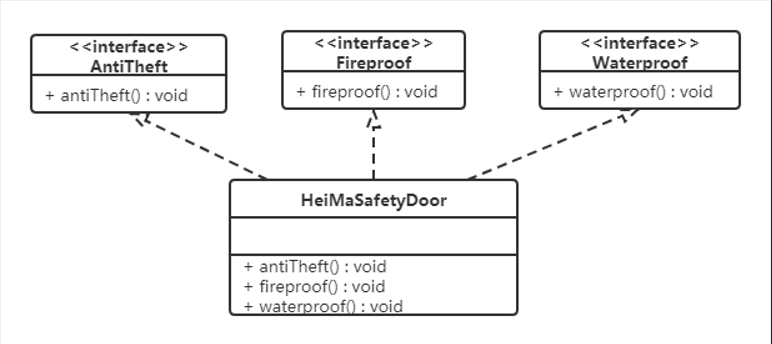 <<interface>>
AntiTheft
+ antiTheft() : void
<<interface>>
Fireproof
+ fireproof() : void
<<interface>>
Waterproof
+ waterproof() : void
HeiMaSafetyDoor
+ antiTheft() : void
+ fireproof() : void
+ waterproof() : void